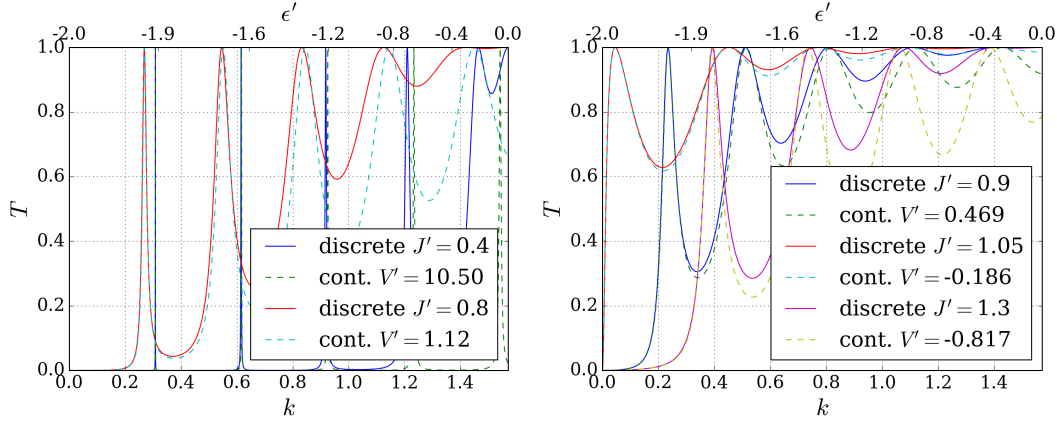 ϵ′
-2.0 -1.9 -1.6 -1.2 -0.8 -0.4 0.0
1.0
0.8
0.6
0.4
0.2
0.0
T
discrete J′ = 0.4
cont. V′ = 10.50
discrete J′ = 0.8
cont. V′ = 1.12
0.0 0.2 0.4 0.6 0.8 1.0 1.2 1.4
k
ϵ′
-2.0 -1.9 -1.6 -1.2 -0.8 -0.4 0.0
1.0
0.8
0.6
0.4
0.2
0.0
T
discrete J′ = 0.9
cont. V′ = 0.469
discrete J′ = 1.05
cont. V′ = -0.186
discrete J′ = 1.3
cont. V′ = -0.817
0.0 0.2 0.4 0.6 0.8 1.0 1.2 1.4
k